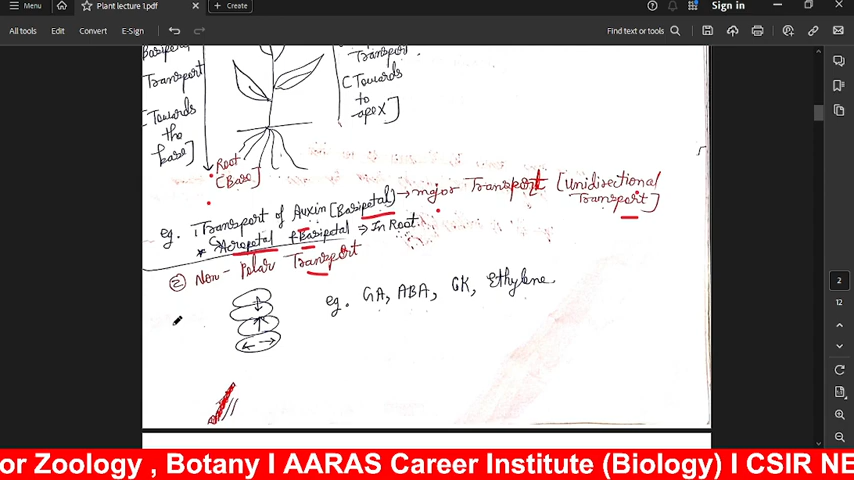 Menu
Plant lecture 1.pdf
Create
Sign in
All tools
Edit
Convert
E-Sign
Find text or tools
Transport
Transport
[Towards
to
apex]
[Towards
the
base]
Root
[Base]
eg. Transport of Auxin [Basipetal) → major Transport [Unidirectional
Transport]
* Acropetal & Basipetal ⇒ In Root.
② Non-Polar Transport
eg. GA, ABA, CK, Ethylene.
2
12
or Zoology , Botany I AARAS Career Institute (Biology) I CSIR NE